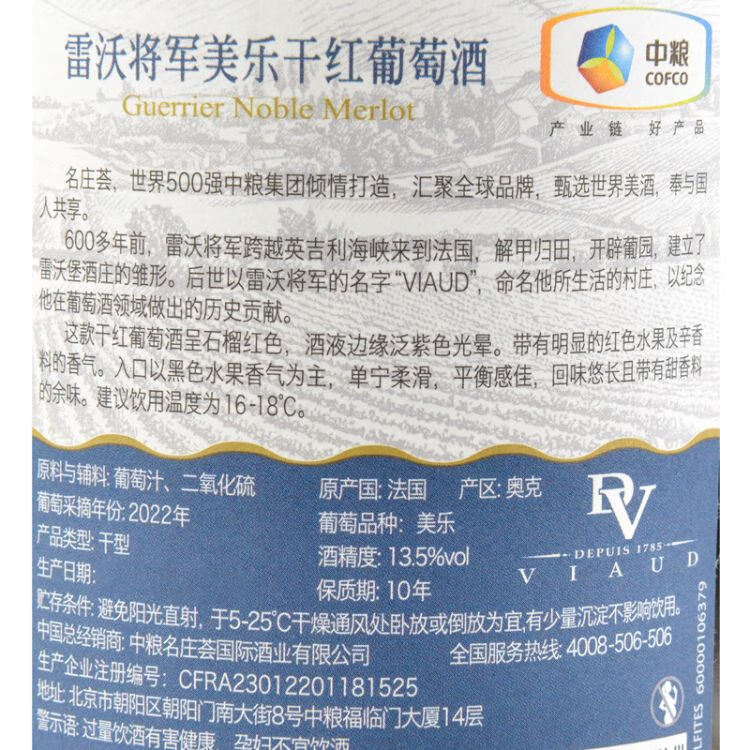 雷沃将军美乐干红葡萄酒
Guerrier Noble Merlot
中粮
COFCO
产业链 好产品
名庄荟，世界500强中粮集团倾情打造，汇聚全球品牌，甄选世界美酒，奉与国
人共享。
600多年前，雷沃将军跨越英吉利海峡来到法国，解甲归田，开辟葡园，建立了
雷沃堡酒庄的雏形。后世以雷沃将军的名字“VIAUD”，命名他所生活的村庄，以纪念
他在葡萄酒领域做出的历史贡献。
这款干红葡萄酒呈石榴红色，酒液边缘泛紫色光晕。带有明显的红色水果及辛香
料的香气。入口以黑色水果香气为主，单宁柔滑，平衡感佳，回味悠长且带有甜香料
的余味。建议饮用温度为16-18℃。
原料与辅料: 葡萄汁、二氧化硫
葡萄采摘年份: 2022年
产品类型: 干型
生产日期:
原产国: 法国 产区: 奥克
葡萄品种: 美乐
酒精度: 13.5%vol
保质期: 10年
DV
DEPUIS 1785
VIAUD
贮存条件: 避免阳光直射，于5-25℃干燥通风处卧放或倒放为宜,有少量沉淀不影响饮用。
中国总经销商: 中粮名庄荟国际酒业有限公司 全国服务热线: 4008-506-506
生产企业注册编号: CFRA23012201181525
地址: 北京市朝阳区朝阳门南大街8号中粮福临门大厦14层
警示语: 过量饮酒有害健康，孕妇不宜饮酒
LFITES 60000106379